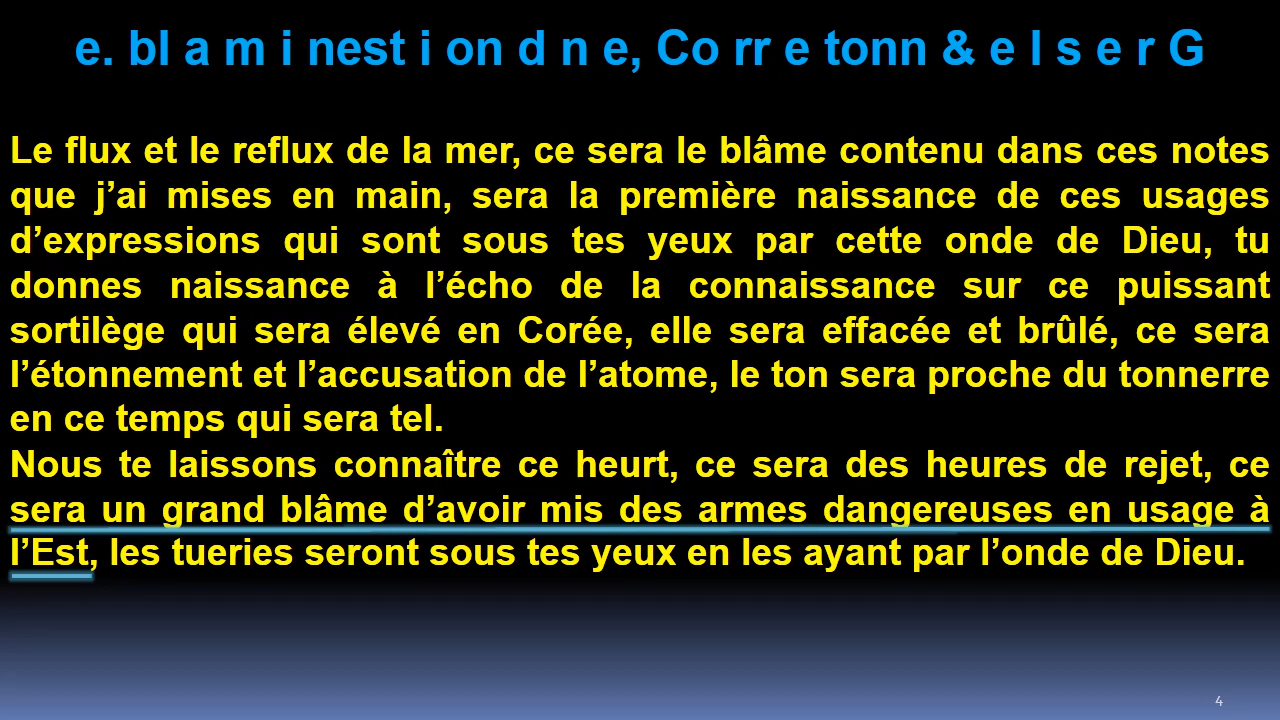 e. bl a m i nest i on d n e, Co rr e tonn & e l s e r G
Le flux et le reflux de la mer, ce sera le blâme contenu dans ces notes
que j’ai mises en main, sera la première naissance de ces usages
d’expressions qui sont sous tes yeux par cette onde de Dieu, tu
donnes naissance à l’écho de la connaissance sur ce puissant
sortilège qui sera élevé en Corée, elle sera effacée et brûlé, ce sera
l’étonnement et l’accusation de l’atome, le ton sera proche du tonnerre
en ce temps qui sera tel.
Nous te laissons connaître ce heurt, ce sera des heures de rejet, ce
sera un grand blâme d’avoir mis des armes dangereuses en usage à
l’Est, les tueries seront sous tes yeux en les ayant par l’onde de Dieu.
4